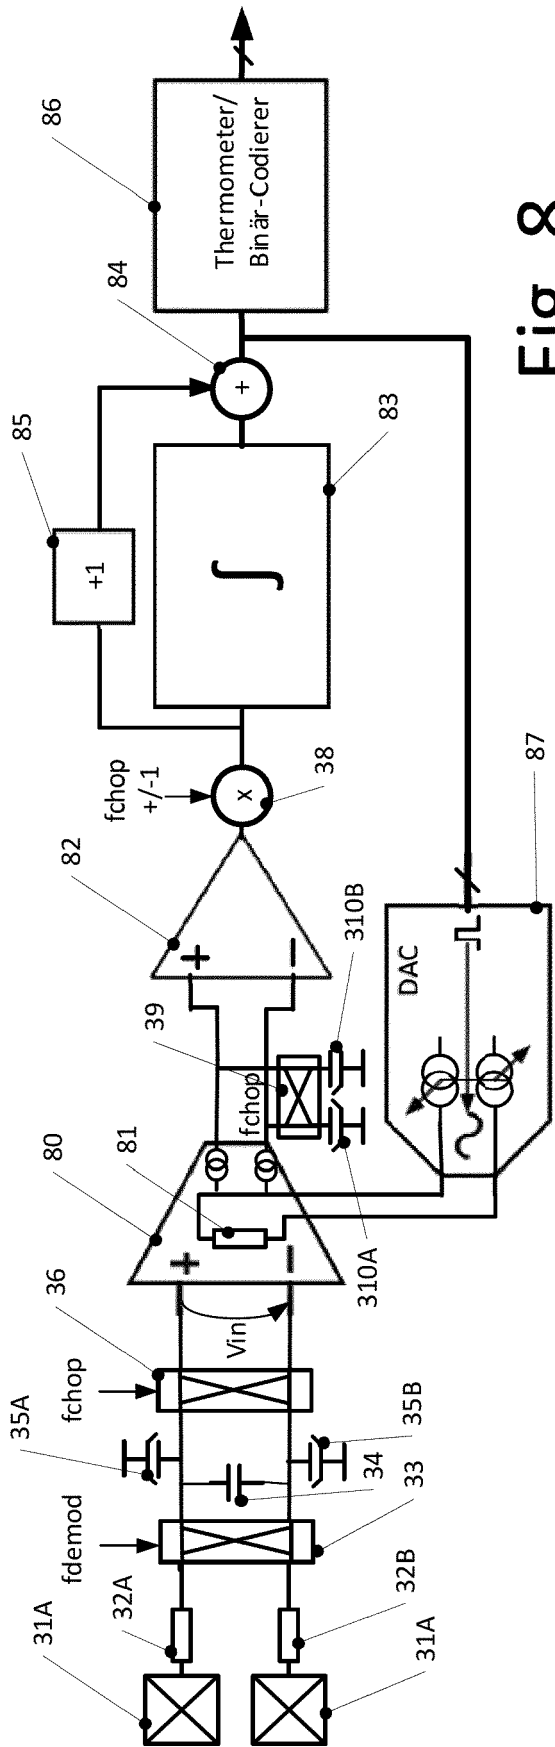 31A
32A
fdemod
35A
fchop
36
80
81
82
fchop
+/-1
85
+1
84
86
Thermometer/
Binär-Codierer
+
∫
83
x
38
+
−
39
fchop
310B
310A
+
−
Vin
35B
34
33
32B
31A
DAC
87
Fig. 8